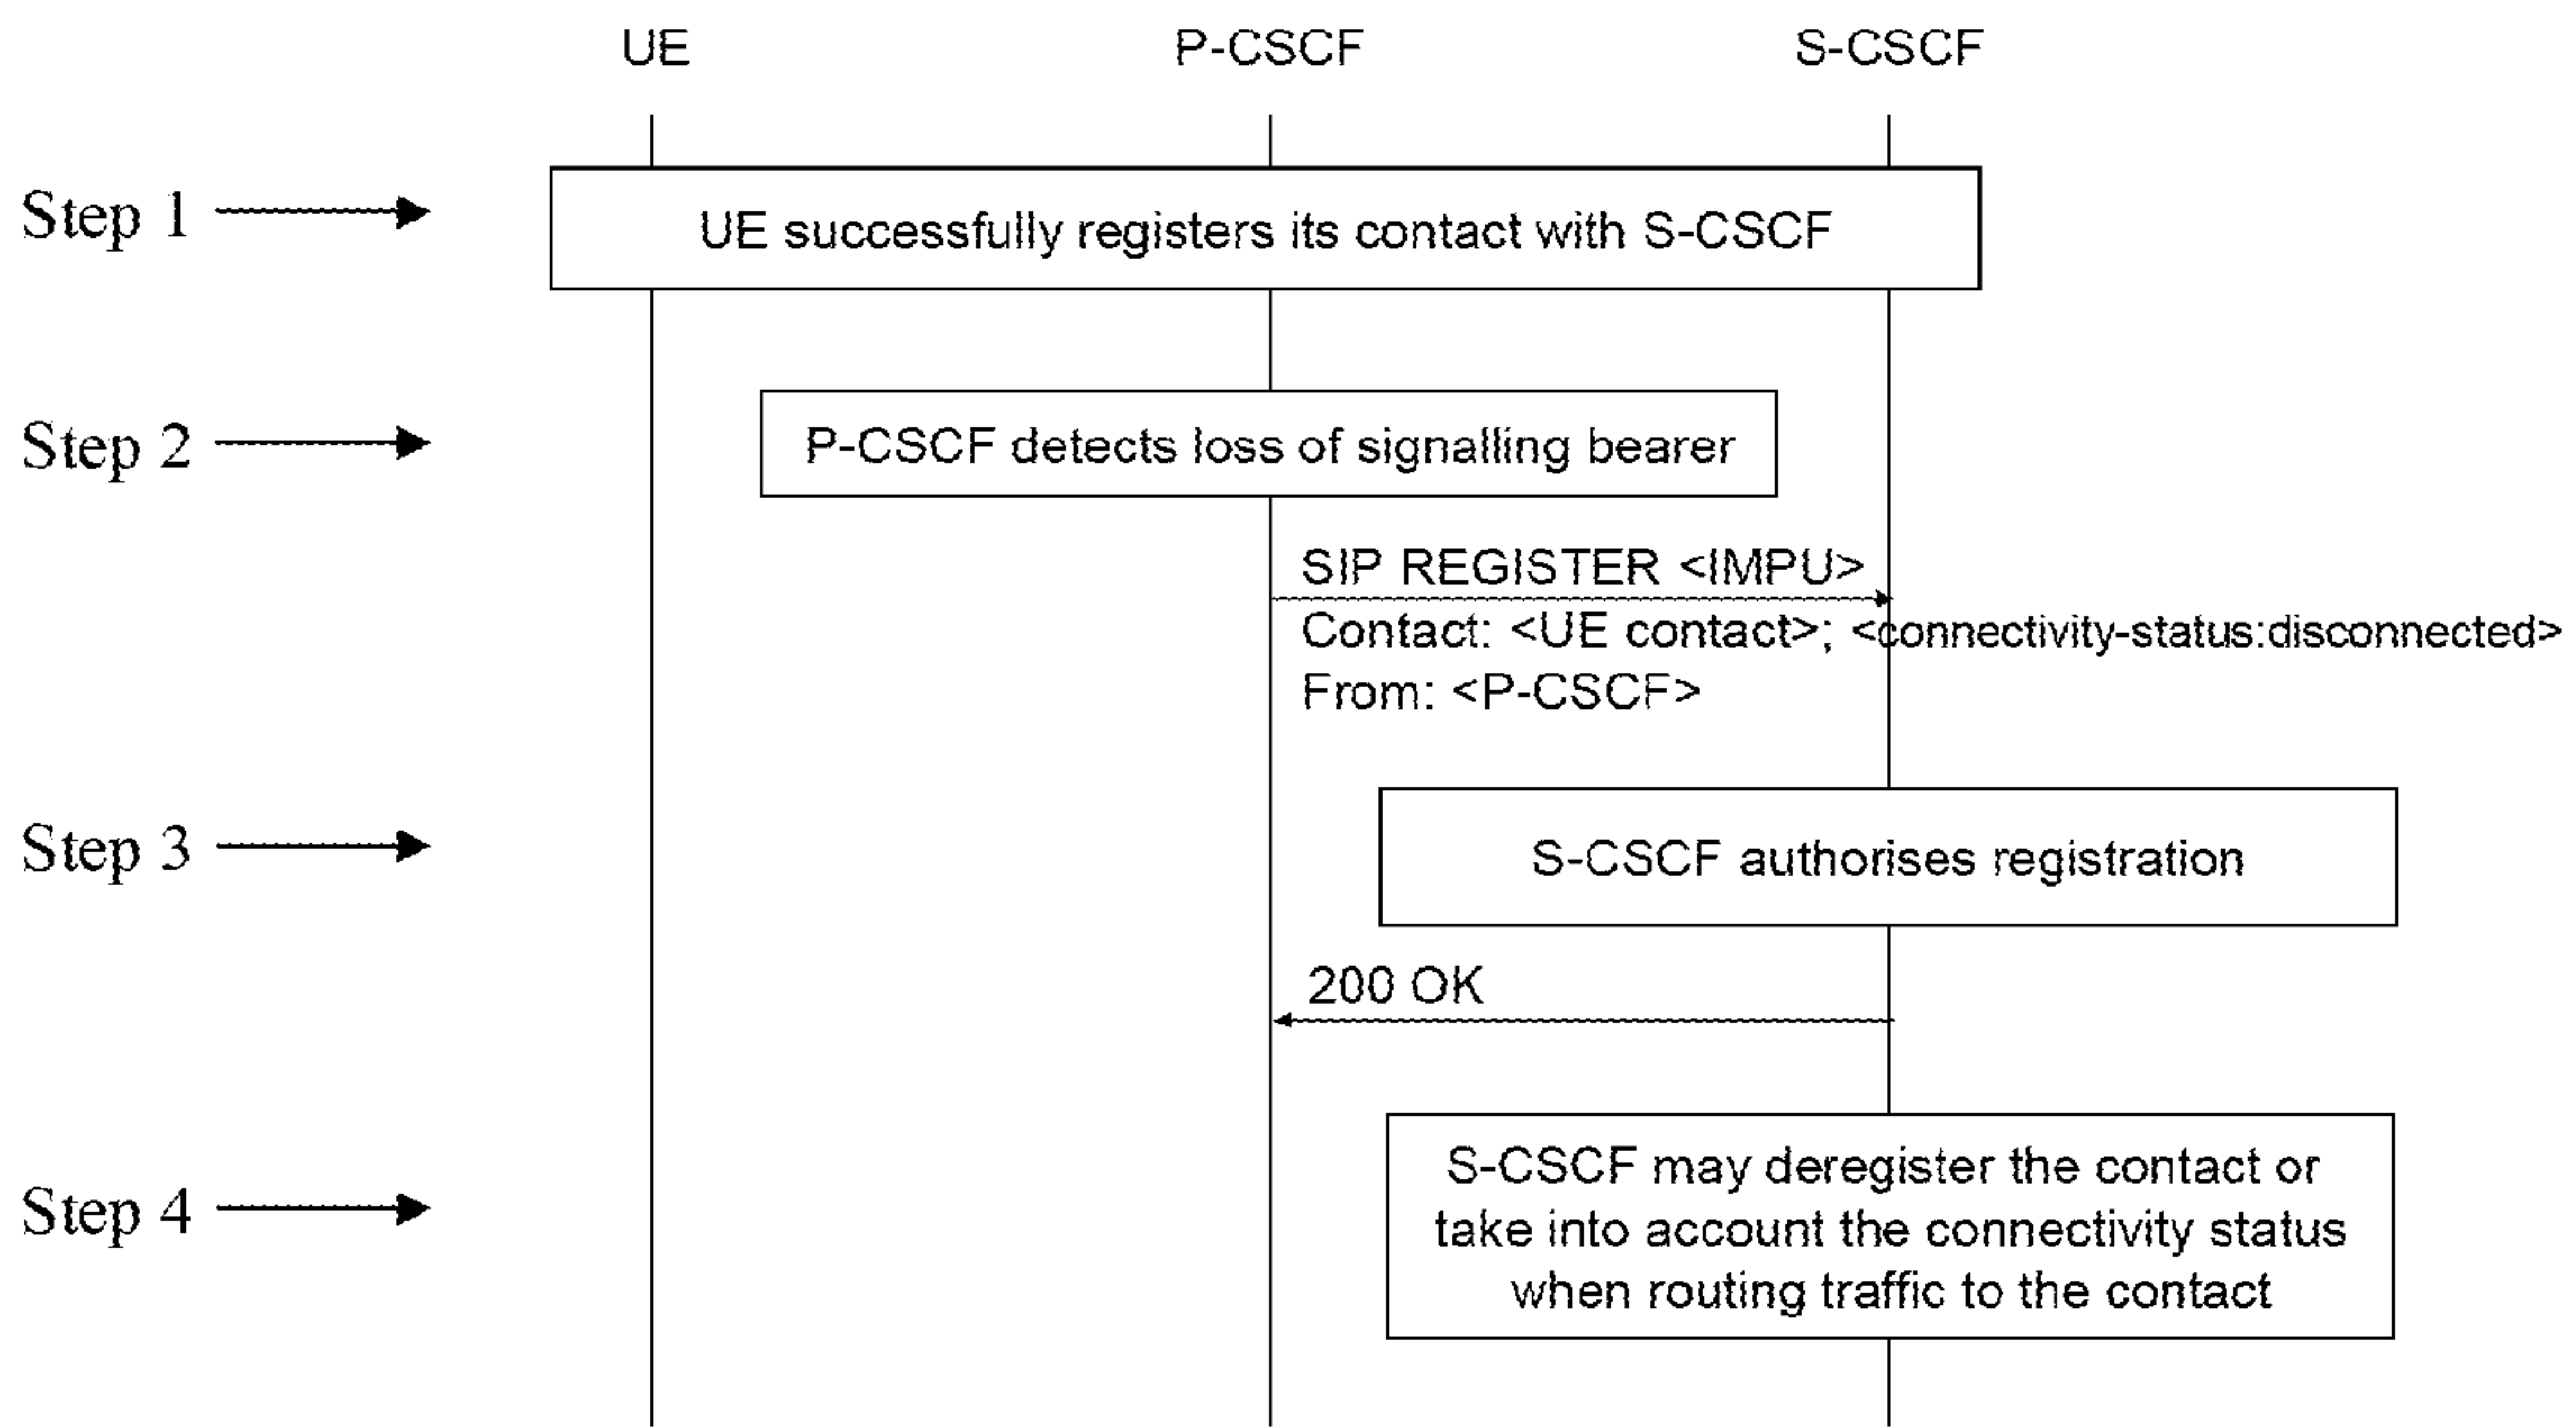 UE
P-CSCF
S-CSCF
Step 1
UE successfully registers its contact with S-CSCF
Step 2
P-CSCF detects loss of signalling bearer
SIP REGISTER <IMPU>
Contact: <UE contact>; <connectivity-status:disconnected>
From: <P-CSCF>
Step 3
S-CSCF authorises registration
200 OK
Step 4
S-CSCF may deregister the contact or
take into account the connectivity status
when routing traffic to the contact